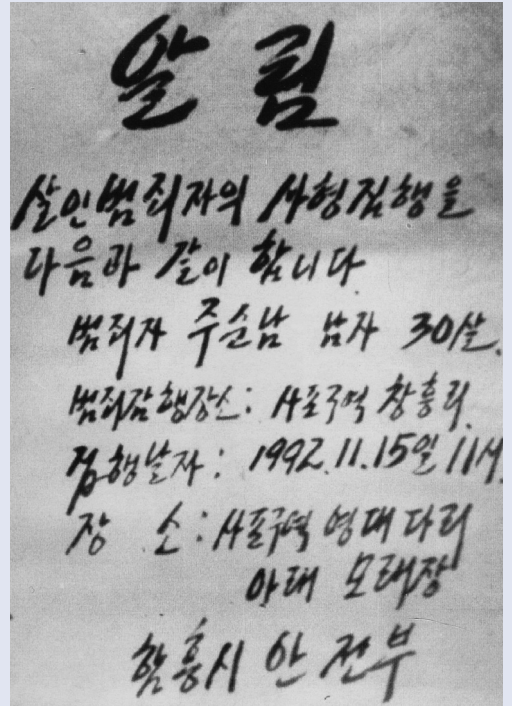 알림
살인범죄자의 사형집행을
다음과 같이 합니다
범죄자 주순남 남자 30살.
범죄감행장소: 사포구역 창흥리.
집행날자: 1992.11.15일 11시.
장 소: 사포구역 영대다리
아래 모래장
함흥시 안전부